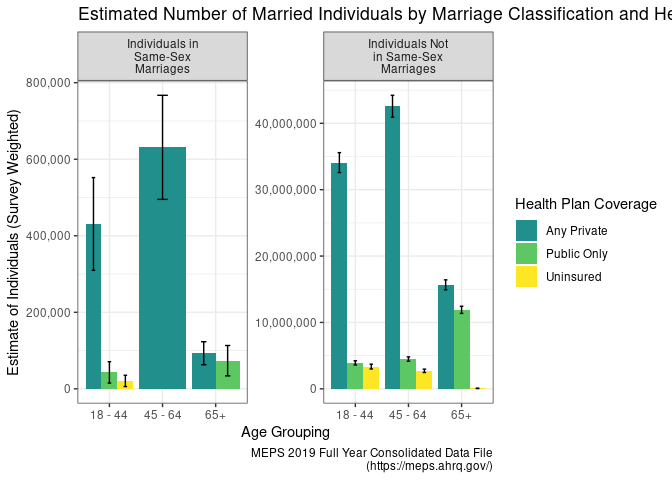 Estimated Number of Married Individuals by Marriage Classification and He
Individuals in
Same-Sex
Marriages
Individuals Not
in Same-Sex
Marriages
Estimate of Individuals (Survey Weighted)
800,000
600,000
400,000
200,000
0
40,000,000
30,000,000
20,000,000
10,000,000
0
18 - 44
45 - 64
65+
18 - 44
45 - 64
65+
Age Grouping
Health Plan Coverage
Any Private
Public Only
Uninsured
MEPS 2019 Full Year Consolidated Data File
(https://meps.ahrq.gov/)